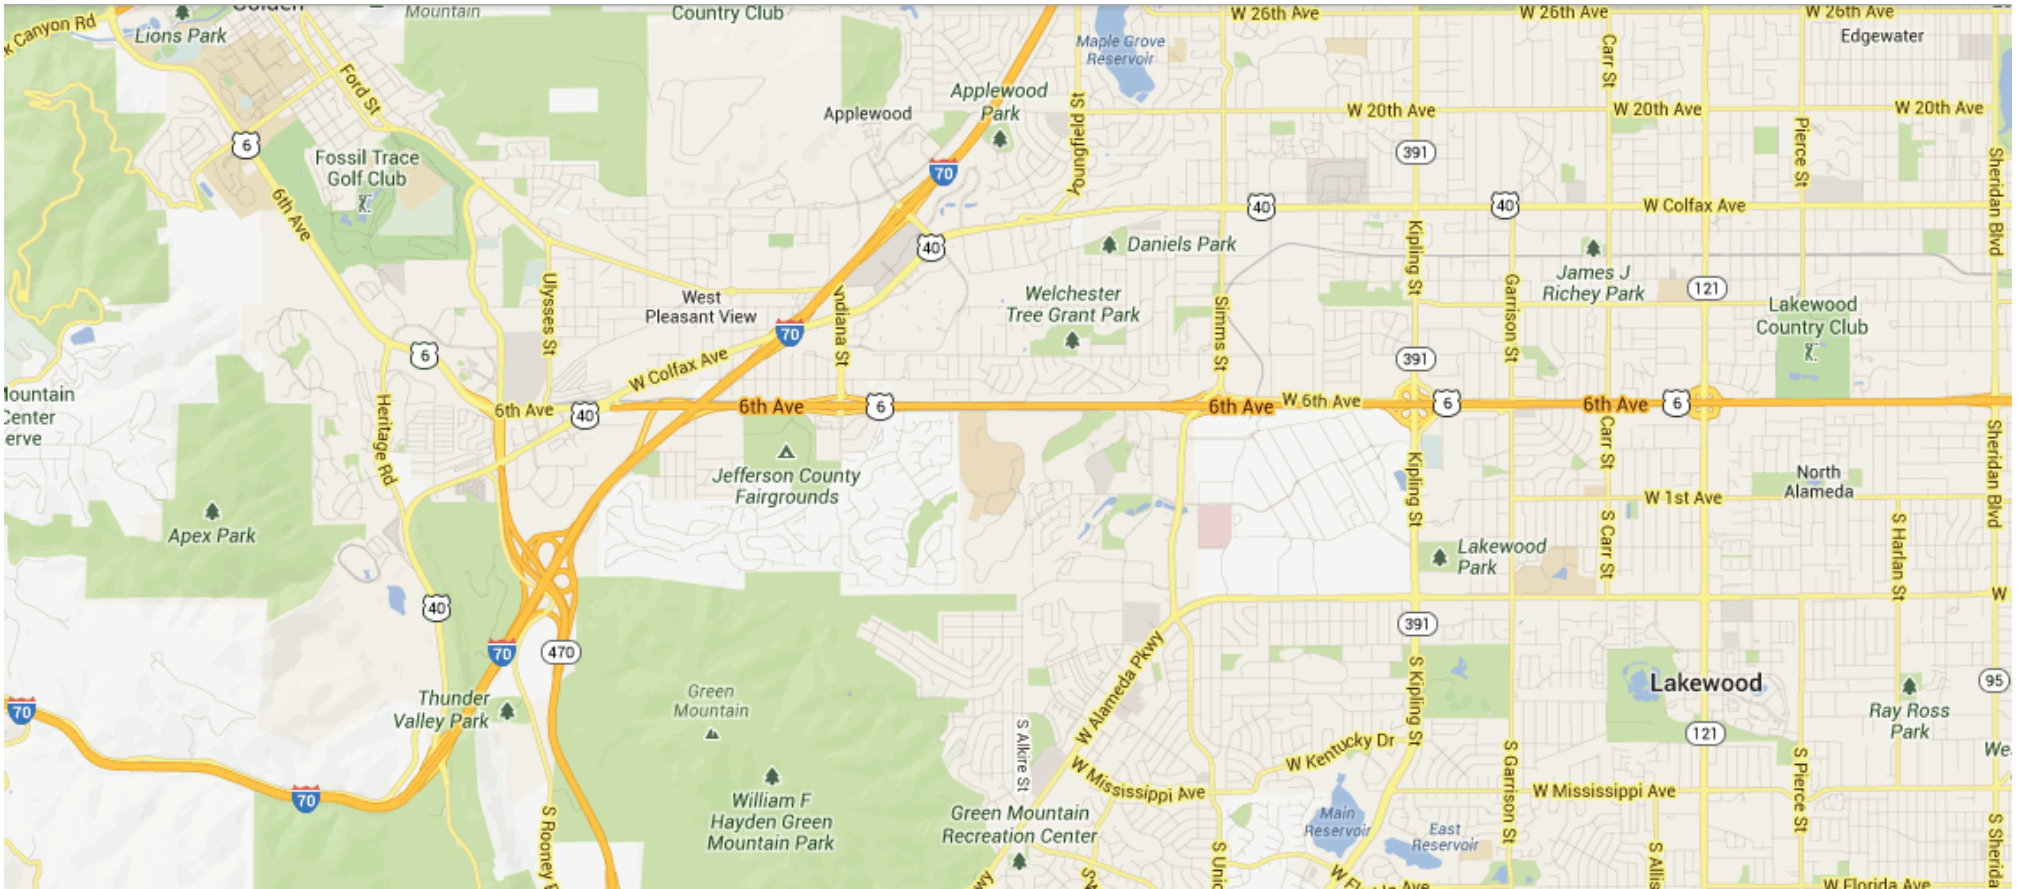 Mountain
Country Club
W 26th Ave
W 26th Ave
W 26th Ave
Canyon Rd
Lions Park
Maple Grove
Reservoir
Edgewater
Carr St
Ford St
Applewood
Park
Applewood
Youngfield St
W 20th Ave
W 20th Ave
W 20th Ave
6
Fossil Trace
Golf Club
70
391
Pierce St
Sheridan Blvd
6th Ave
40
40
40
W Colfax Ave
Daniels Park
Kipling St
James J
Richey Park
Ulysses St
West
Pleasant View
Indiana St
Welchester
Tree Grant Park
Simms St
Garrison St
121
Lakewood
Country Club
70
6
391
W Colfax Ave
Heritage Rd
6th Ave
40
6th Ave
6
6th Ave
W 6th Ave
6
6th Ave
6
Center
Carr St
Sheridan Blvd
Jefferson County
Fairgrounds
Kipling St
North
Alameda
W 1st Ave
Apex Park
S Carr St
S Harlan St
Lakewood
Park
40
W
391
70
470
W Alameda Pkwy
S Kipling St
Lakewood
95
Thunder
Valley Park
Green
Mountain
70
S Alkire St
Ray Ross
Park
121
W Kentucky Dr
S Garrison St
S Pierce St
W Mississippi Ave
W Mississippi Ave
70
S Rooney
William F
Hayden Green
Mountain Park
Green Mountain
Recreation Center
Main
Reservoir
East
Reservoir
W Florida Ave